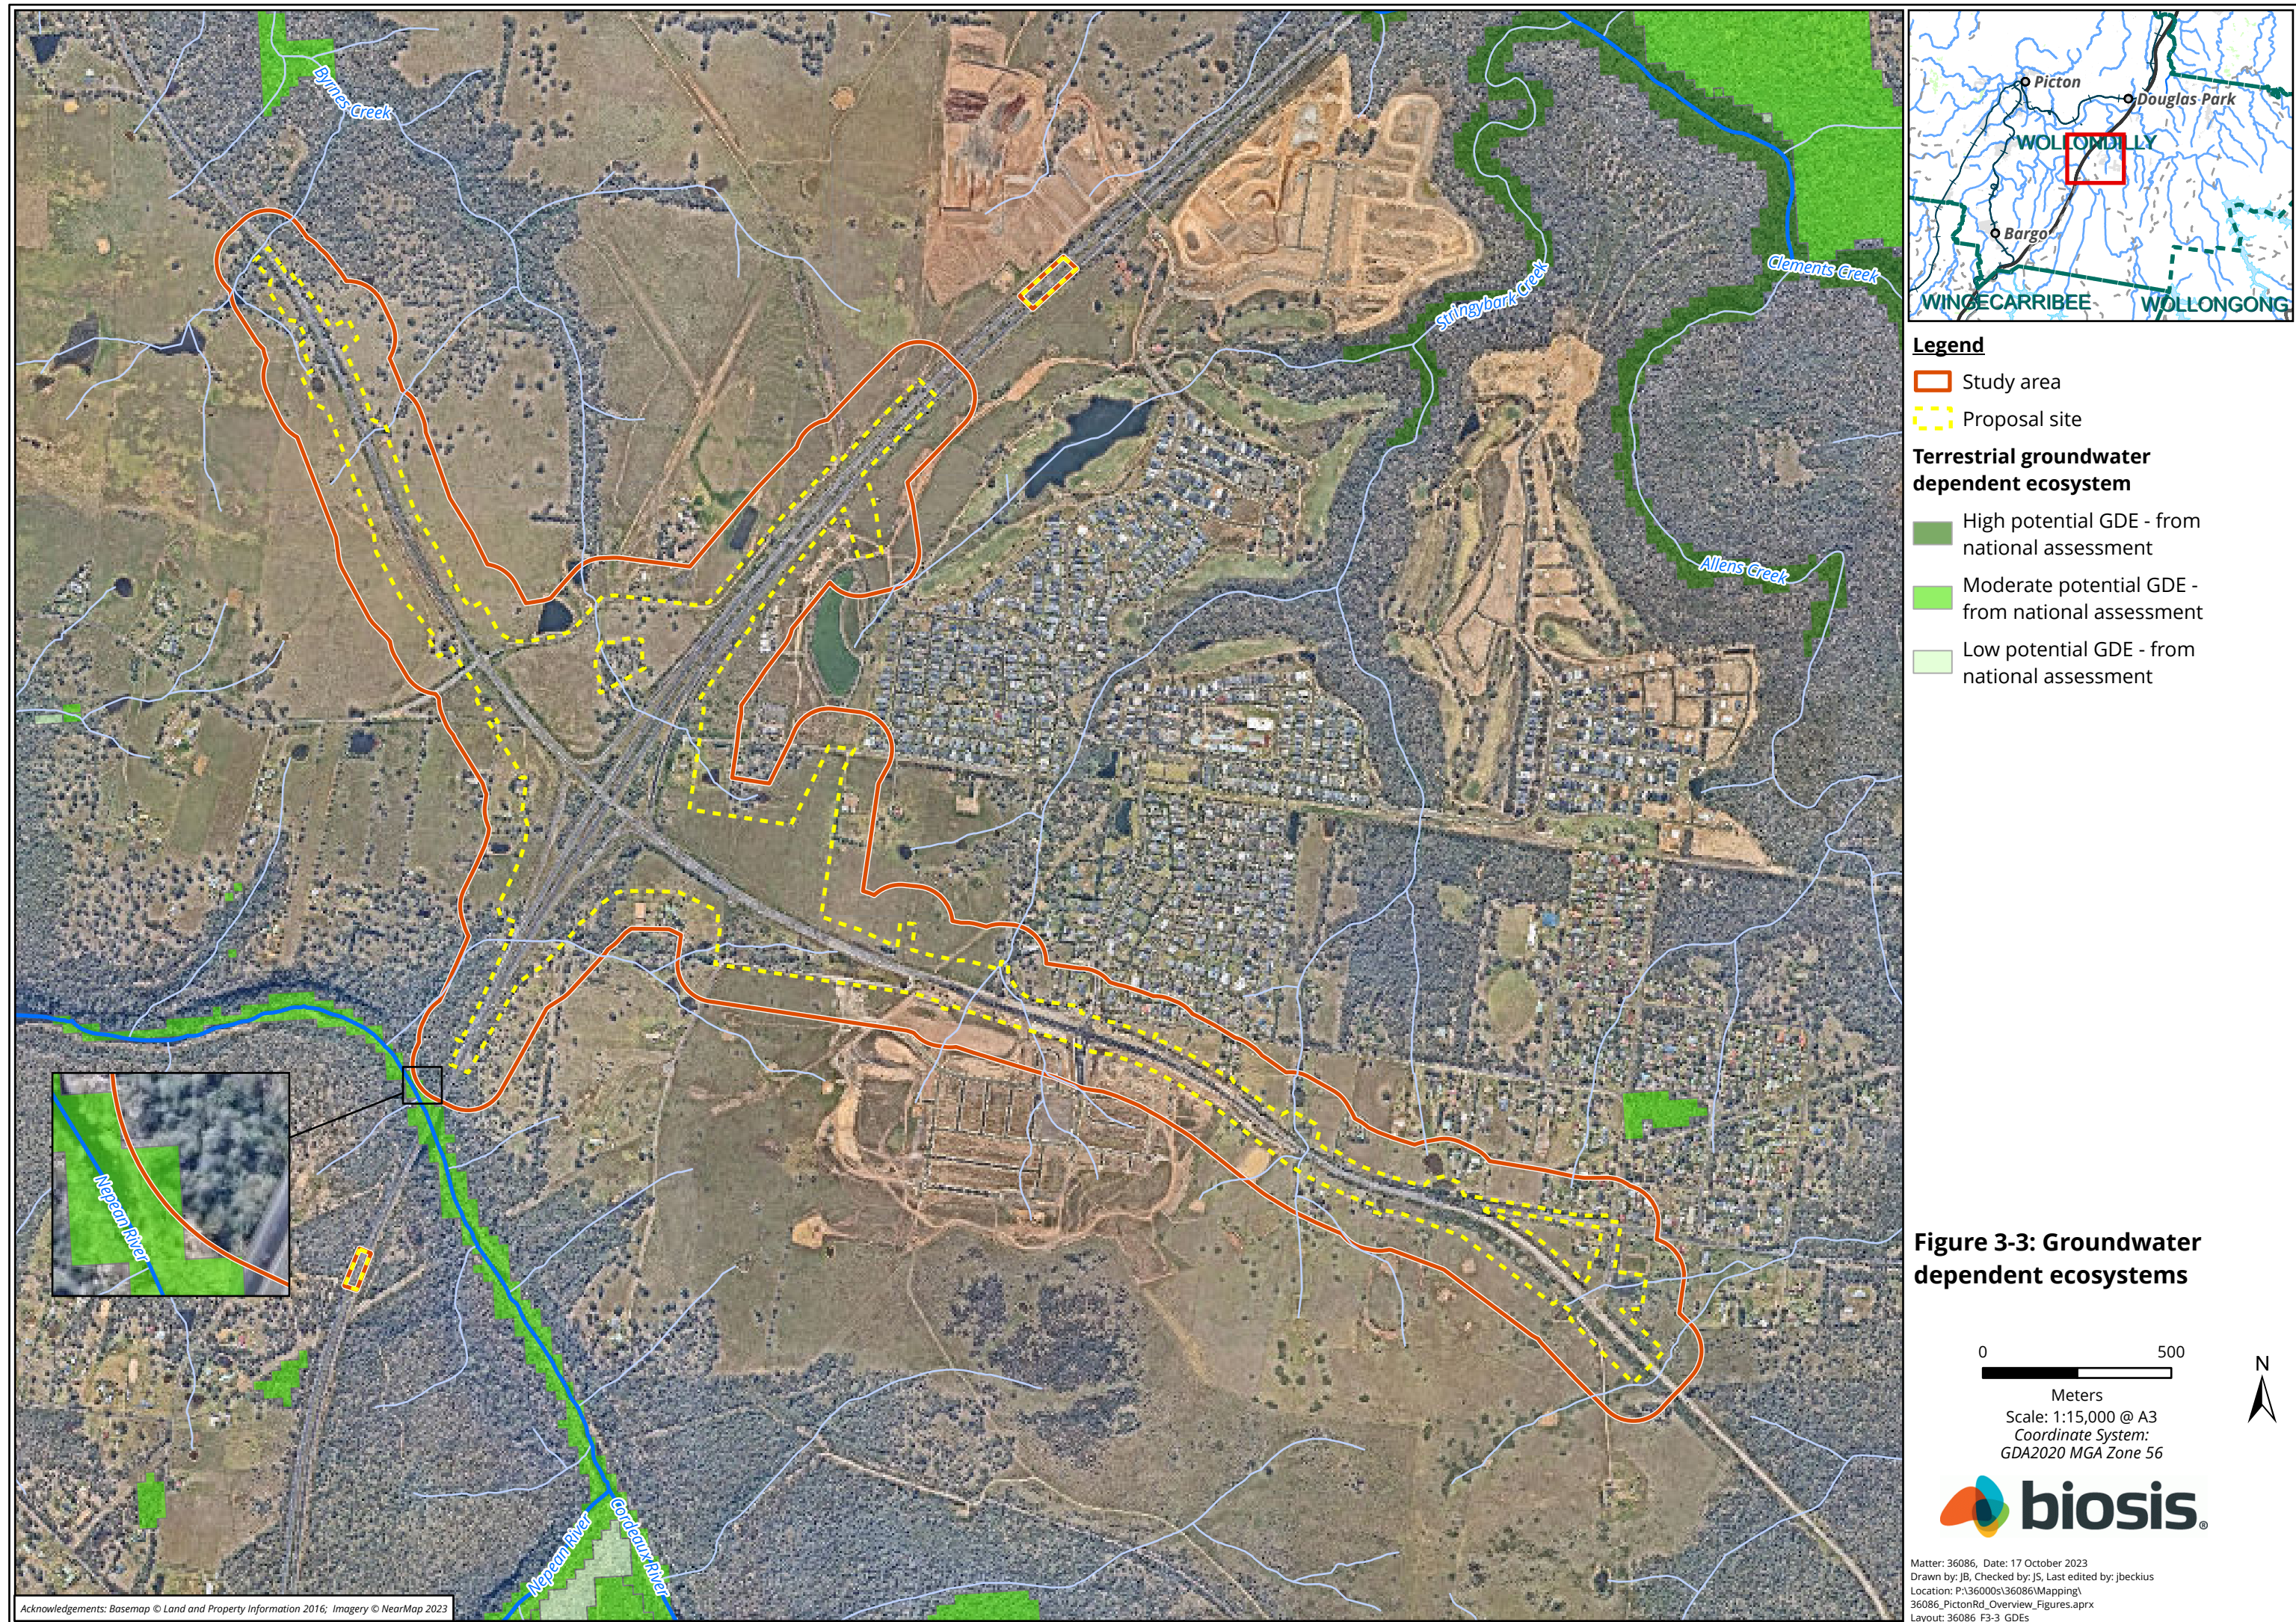 Byrnes Creek
Stringybark Creek
Clements Creek
Allens Creek
Nepean River
Nepean River
Cordeaux River
Acknowledgements: Basemap © Land and Property Information 2016; Imagery © NearMap 2023
Picton
Douglas Park
WOLLONDILLY
Bargo
WINGECARRIBEE
WOLLONGONG
Legend
Study area
Proposal site
Terrestrial groundwater
dependent ecosystem
High potential GDE - from
national assessment
Moderate potential GDE -
from national assessment
Low potential GDE - from
national assessment
Figure 3-3: Groundwater
dependent ecosystems
0 500
Meters
N
Scale: 1:15,000 @ A3
Coordinate System:
GDA2020 MGA Zone 56
biosis®
Matter: 36086, Date: 17 October 2023
Drawn by: JB, Checked by: JS, Last edited by: jbeckius
Location: P:\36000s\36086\Mapping\
36086_PictonRd_Overview_Figures.aprx
Layout: 36086_F3-3_GDEs